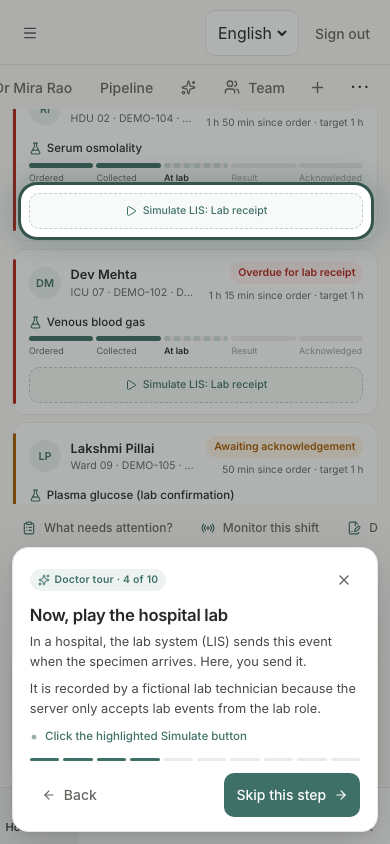 English
Sign out
Dr Mira Rao
Pipeline
Team
HDU 02 · DEMO-104 · ...
1 h 50 min since order · target 1 h
Serum osmolality
Ordered
Collected
At lab
Result
Acknowledged
Simulate LIS: Lab receipt
DM
Dev Mehta
Overdue for lab receipt
ICU 07 · DEMO-102 · D...
1 h 15 min since order · target 1 h
Venous blood gas
Ordered
Collected
At lab
Result
Acknowledged
Simulate LIS: Lab receipt
LP
Lakshmi Pillai
Awaiting acknowledgement
Ward 09 · DEMO-105 · ...
50 min since order · target 1 h
Plasma glucose (lab confirmation)
What needs attention?
Monitor this shift
D
Doctor tour · 4 of 10
Now, play the hospital lab
In a hospital, the lab system (LIS) sends this event
when the specimen arrives. Here, you send it.
It is recorded by a fictional lab technician because the
server only accepts lab events from the lab role.
Click the highlighted Simulate button
Back
Skip this step